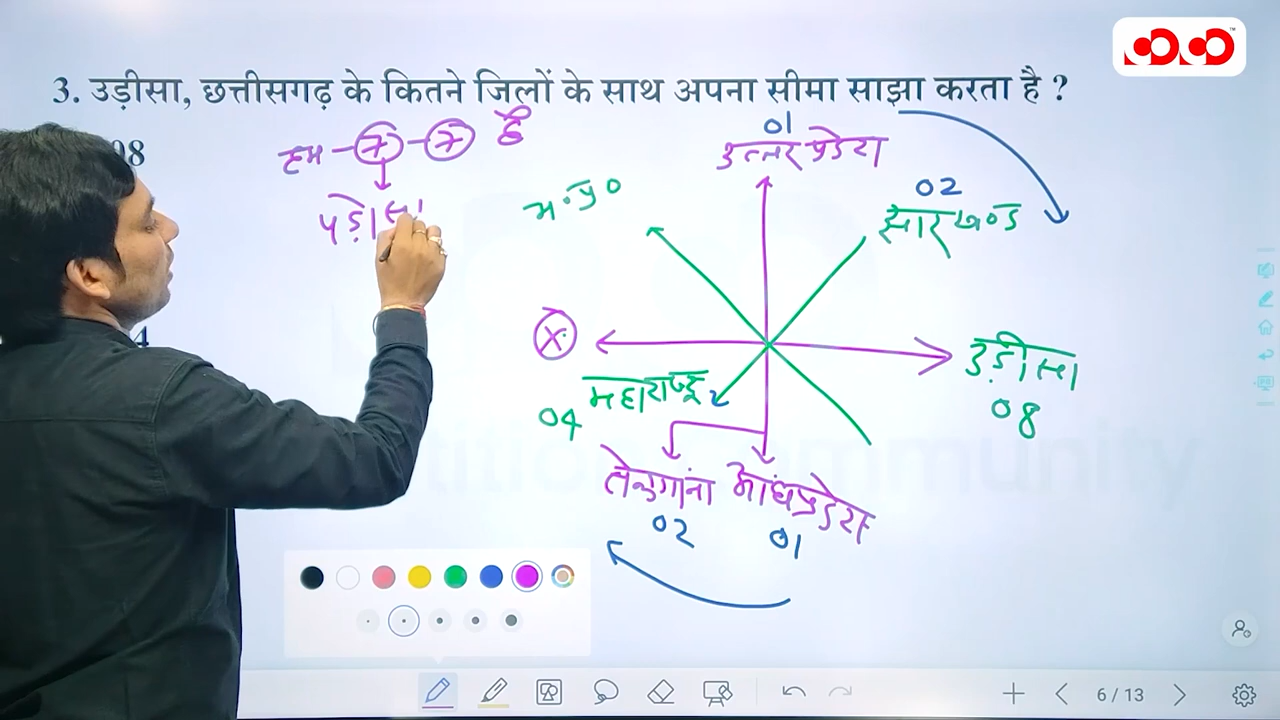 3. उड़ीसा, छत्तीसगढ़ के कितने जिलों के साथ अपना सीमा साझा करता है ?
08
हम - 7 - 7 है
पड़ोसी
01
उत्तर प्रदेश
म.प्र०
02
झारखण्ड
X
उड़ीसा
08
महाराष्ट्र
04
तेलंगाना आंध्रप्रदेश
02 01
4
6 / 13